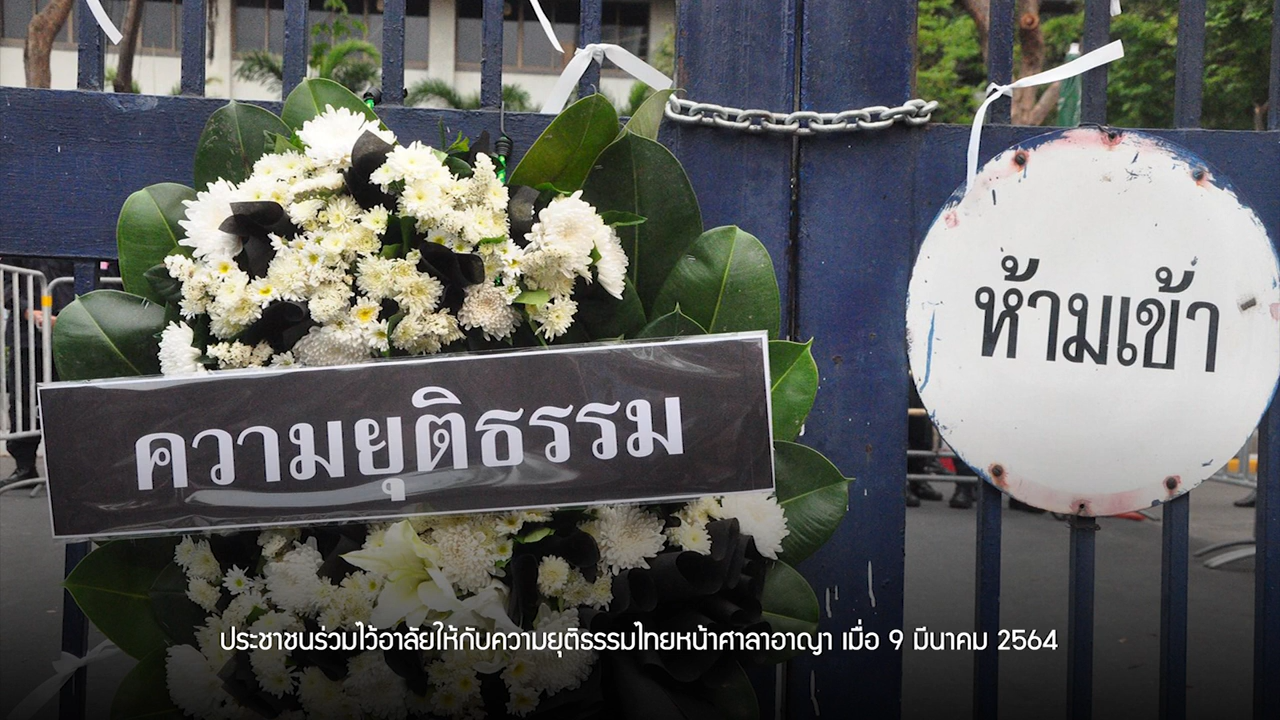 ห้ามเข้า
ความยุติธรรม
ประชาชนร่วมไว้อาลัยให้กับความยุติธรรมไทยหน้าศาลาอาญา เมื่อ 9 มีนาคม 2564